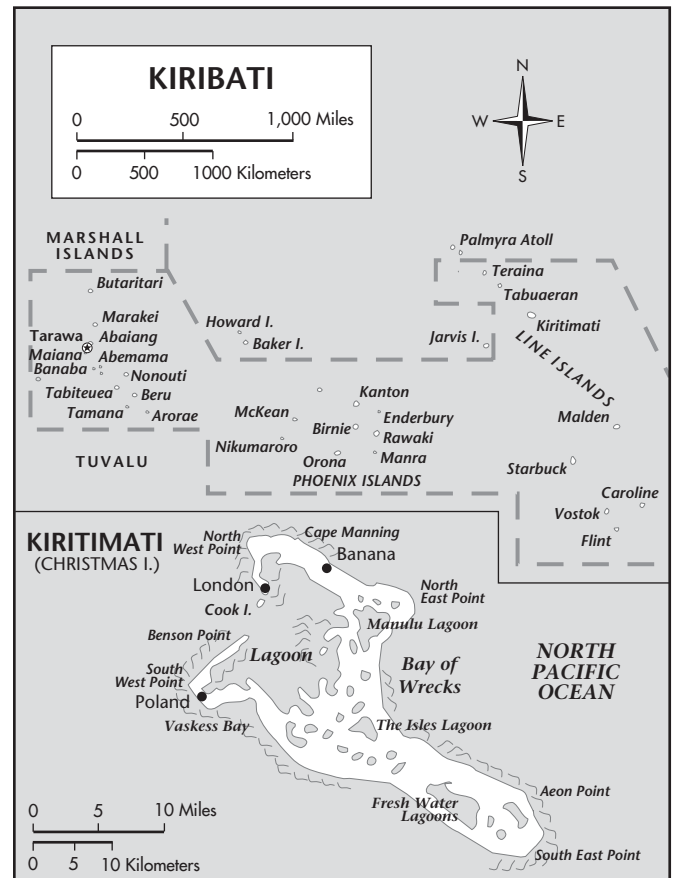 KIRIBATI
0 500 1,000 Miles
0 500 1000 Kilometers
N
W E
S
MARSHALL
ISLANDS
Butaritari
Marakei
Tarawa
Abaiang
Maiana
Abemama
Banaba
Nonouti
Tabiteuea
Beru
Tamana
Arorae
TUVALU
Howard I.
Baker I.
Palmyra Atoll
Teraina
Tabuaeran
Kiritimati
Jarvis I.
LINE ISLANDS
Kanton
McKean
Enderbury
Birnie
Rawaki
Nikumaroro
Orona
Manra
PHOENIX ISLANDS
Malden
Starbuck
Caroline
Vostok
Flint
KIRITIMATI
(CHRISTMAS I.)
North
West Point
Cape Manning
Banana
London
Cook I.
North
East Point
Manulu Lagoon
Benson Point
Lagoon
Bay of
Wrecks
NORTH
PACIFIC
OCEAN
South
West Point
Poland
Vaskess Bay
The Isles Lagoon
Aeon Point
Fresh Water
Lagoons
South East Point
0 5 10 Miles
0 5 10 Kilometers